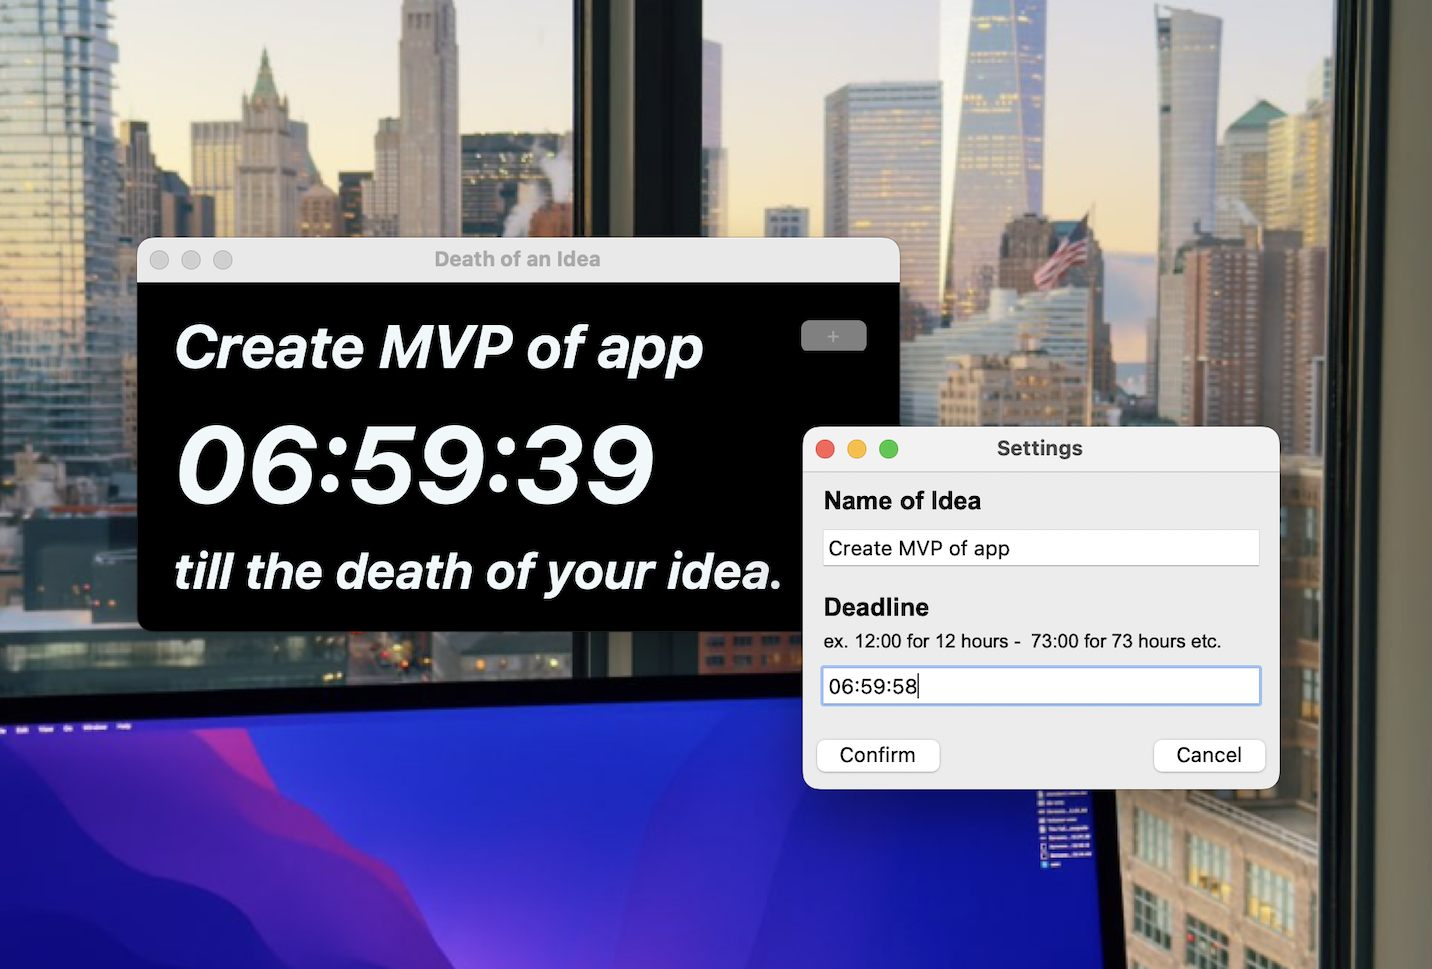 Death of an Idea
Create MVP of app
+
06:59:39
till the death of your idea.
Settings
Name of Idea
Create MVP of app
Deadline
ex. 12:00 for 12 hours - 73:00 for 73 hours etc.
06:59:58
Confirm
Cancel